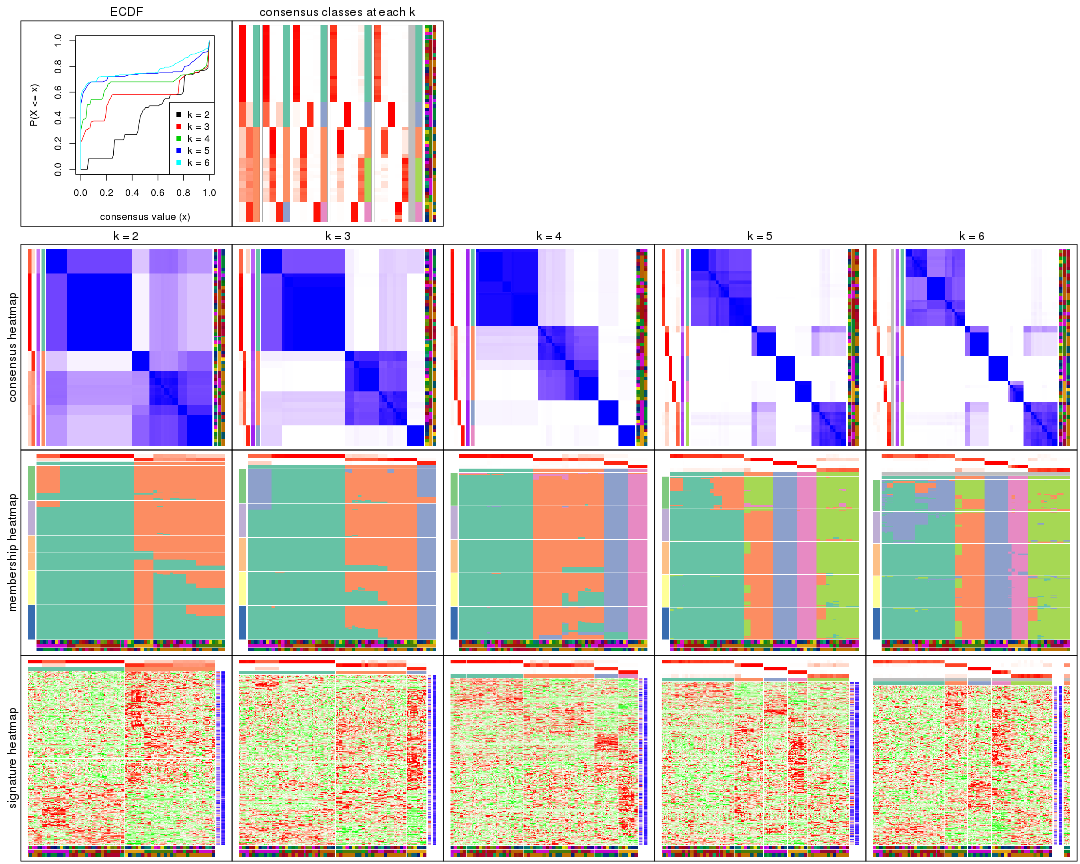 ECDF
consensus classes at each k
P(X <= x)
0.0 0.2 0.4 0.6 0.8 1.0
k = 2
k = 3
k = 4
k = 5
k = 6
0.0 0.2 0.4 0.6 0.8 1.0
consensus value (x)
k = 2
k = 3
k = 4
k = 5
k = 6
consensus heatmap
membership heatmap
signature heatmap